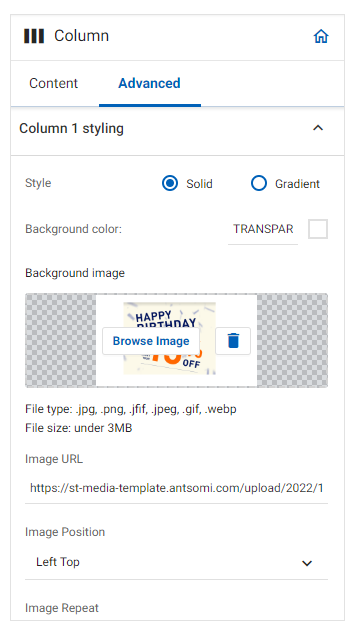 Column
Content Advanced
Column 1 styling
Style Solid Gradient
Background color: TRANSPAR
Background image
HAPPY
BIRTHDAY
Browse Image
OFF
File type: .jpg, .png, .jfif, .jpeg, .gif, .webp
File size: under 3MB
Image URL
https://st-media-template.antsomi.com/upload/2022/1
Image Position
Left Top
Image Repeat